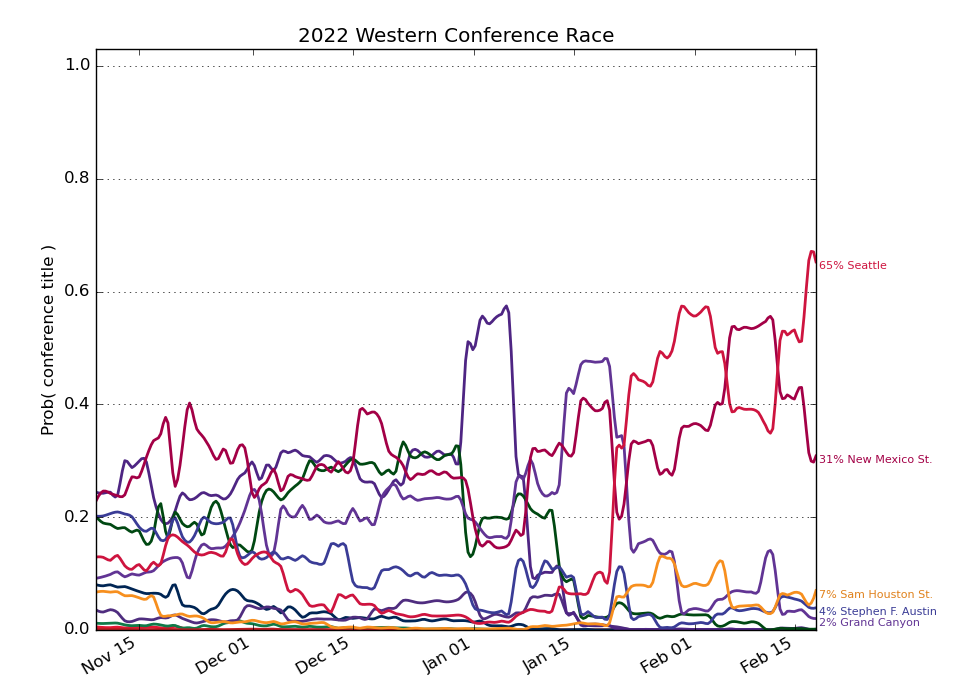 2022 Western Conference Race
Prob( conference title )
1.0
0.8
0.6
0.4
0.2
0.0
Nov 15
Dec 01
Dec 15
Jan 01
Jan 15
Feb 01
Feb 15
65% Seattle
31% New Mexico St.
7% Sam Houston St.
4% Stephen F. Austin
2% Grand Canyon